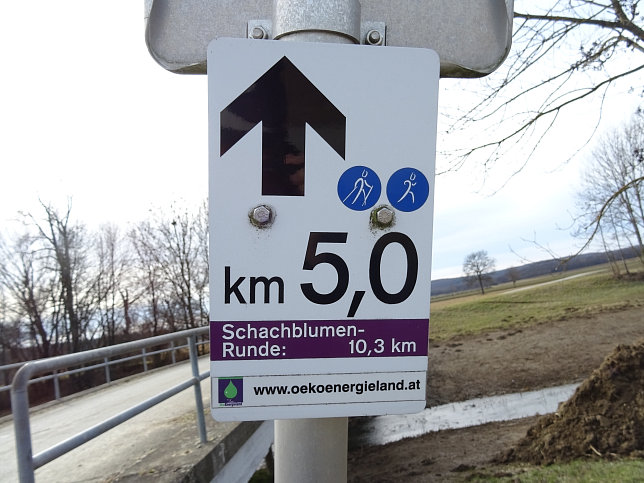 km 5,0
Schachblumen-
Runde: 10,3 km
www.oekoenergieland.at